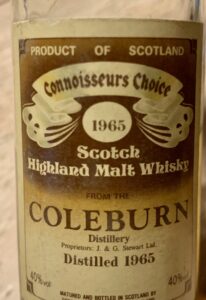 PRODUCT OF SCOTLAND
Connoisseurs Choice
1965
Scotch
Highland Malt Whisky
FROM THE
COLEBURN
Distillery
Proprietors: J. & G. Stewart Ltd.
Distilled 1965
40%vol 40%vol
MATURED AND BOTTLED IN SCOTLAND BY